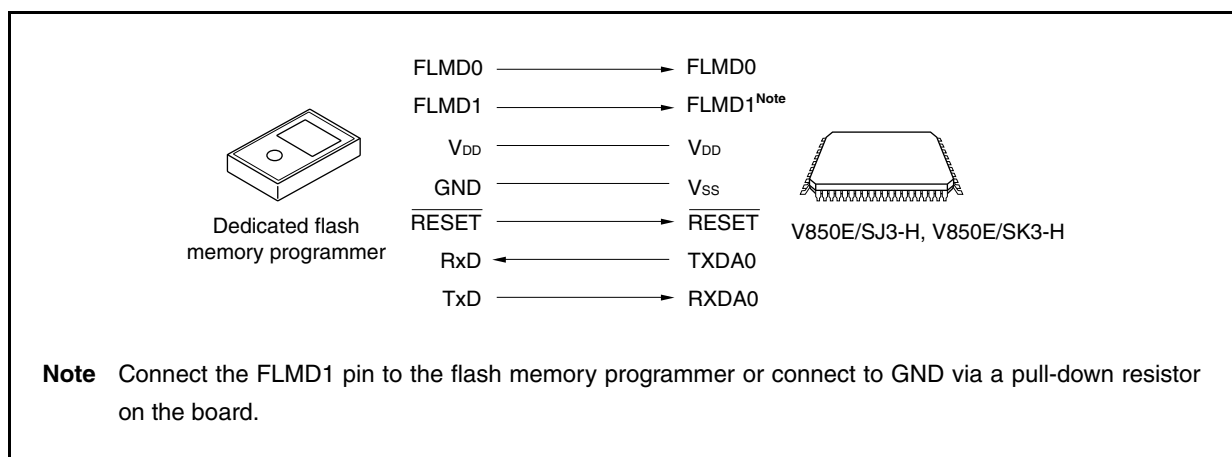 FLMD0 FLMD0
FLMD1 FLMD1Note
VDD VDD
GND VSS
RESET RESET
RxD TXDA0
TxD RXDA0
Dedicated flash
memory programmer
V850E/SJ3-H, V850E/SK3-H
Note Connect the FLMD1 pin to the flash memory programmer or connect to GND via a pull-down resistor
on the board.